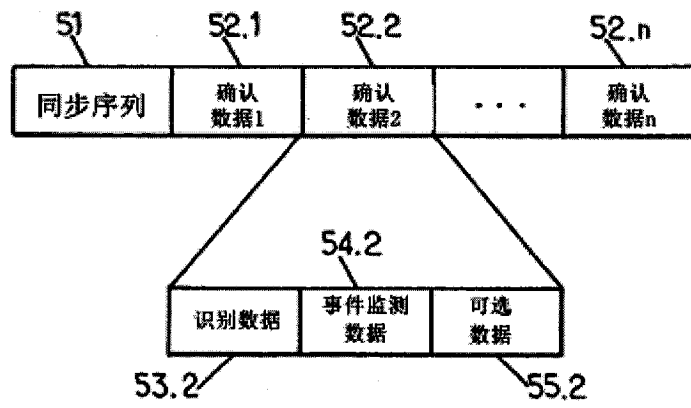 51 52.1 52.2 52.n
同步序列 确认 确认 · · · 确认
数据1 数据2 数据n
54.2
识别数据 事件监测 可选
数据 数据
53.2 55.2